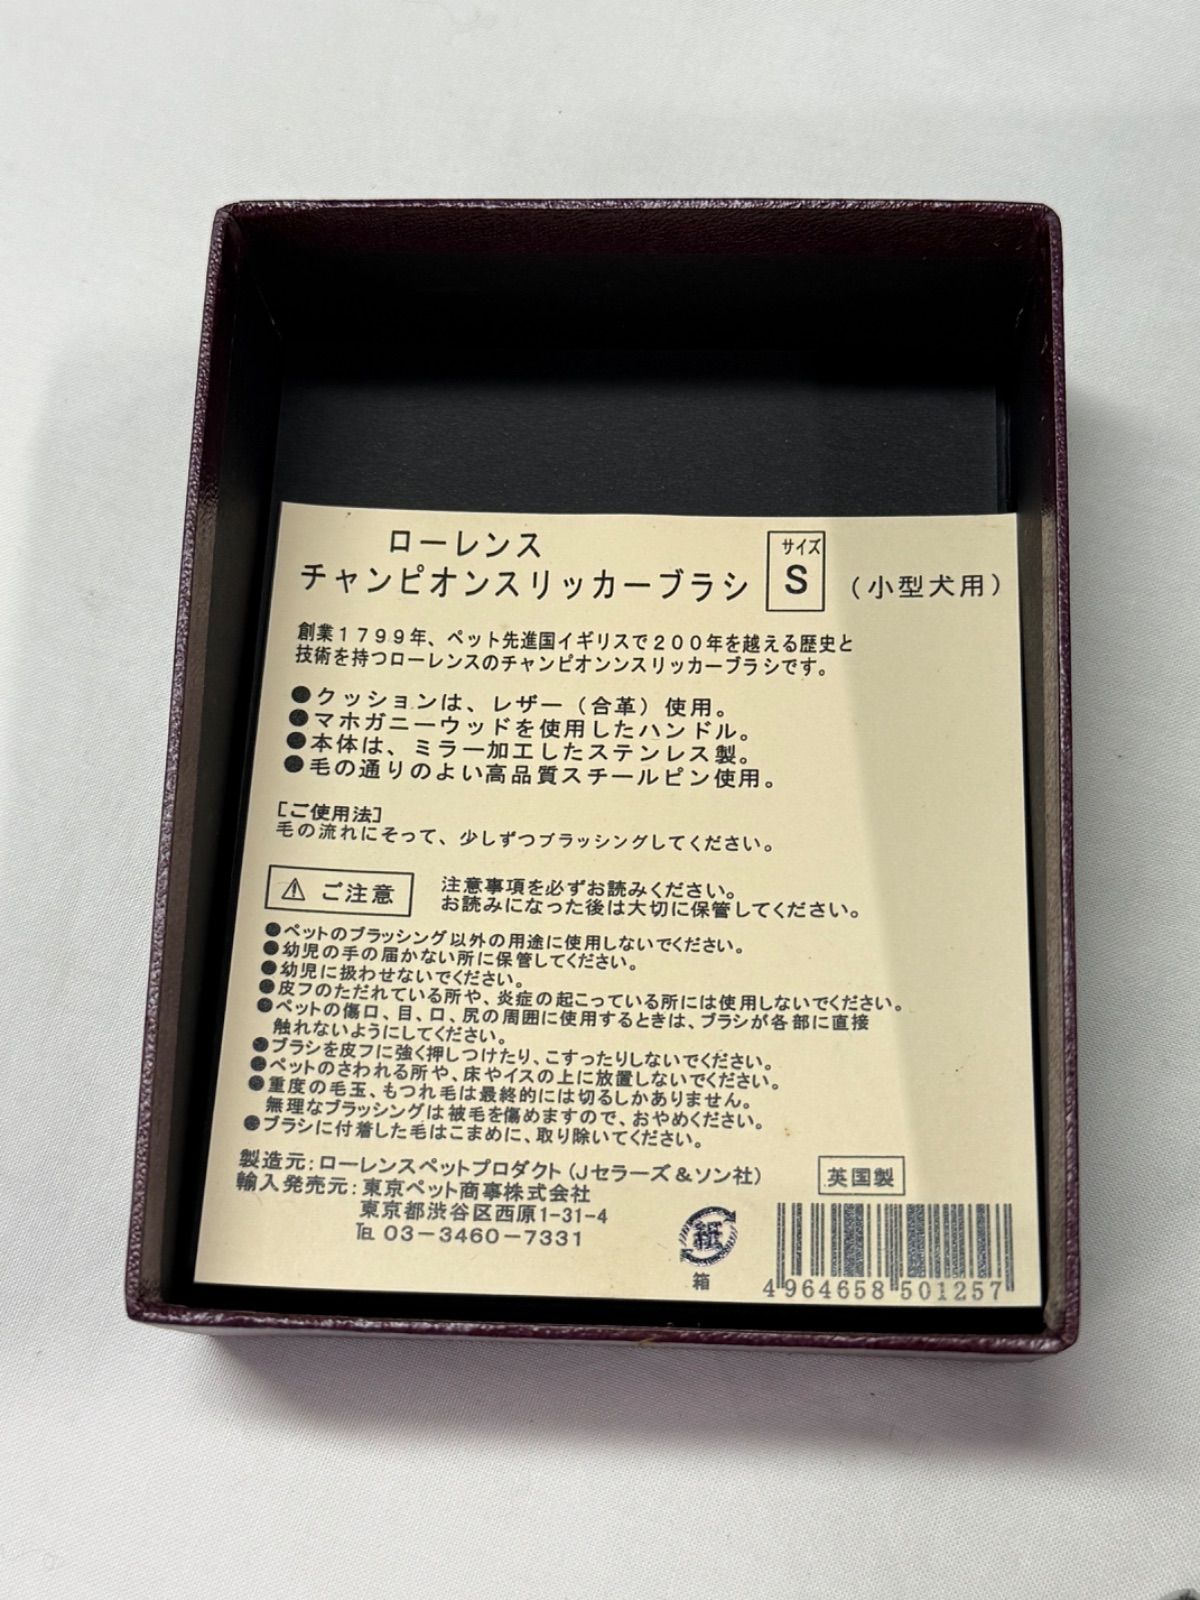 ローレンス
チャンピオンスリッカーブラシ サイズ S (小型犬用)
創業1799年、ペット先進国イギリスで200年を越える歴史と
技術を持つローレンスのチャンピオンンスリッカーブラシです。
●クッションは、レザー(合革)使用。
●マホガニーウッドを使用したハンドル。
●本体は、ミラー加工したステンレス製。
●毛の通りのよい高品質スチールピン使用。
[ご使用法]
毛の流れにそって、少しずつブラッシングしてください。
⚠ ご注意 注意事項を必ずお読みください。
お読みになった後は大切に保管してください。
●ペットのブラッシング以外の用途に使用しないでください。
●幼児の手の届かない所に保管してください。
●幼児に扱わせないでください。
●皮フのただれている所や、炎症の起こっている所には使用しないでください。
●ペットの傷口、目、口、尻の周囲に使用するときは、ブラシが各部に直接
触れないようにしてください。
●ブラシを皮フに強く押しつけたり、こすったりしないでください。
●ペットのさわれる所や、床やイスの上に放置しないでください。
●重度の毛玉、もつれ毛は最終的には切るしかありません。
無理なブラッシングは被毛を傷めますので、おやめください。
●ブラシに付着した毛はこまめに、取り除いてください。
製造元:ローレンスペットプロダクト(Jセラーズ&ソン社) 英国製
輸入発売元:東京ペット商事株式会社
東京都渋谷区西原1-31-4
℡ 03-3460-7331
紙
箱
4 964658 501257